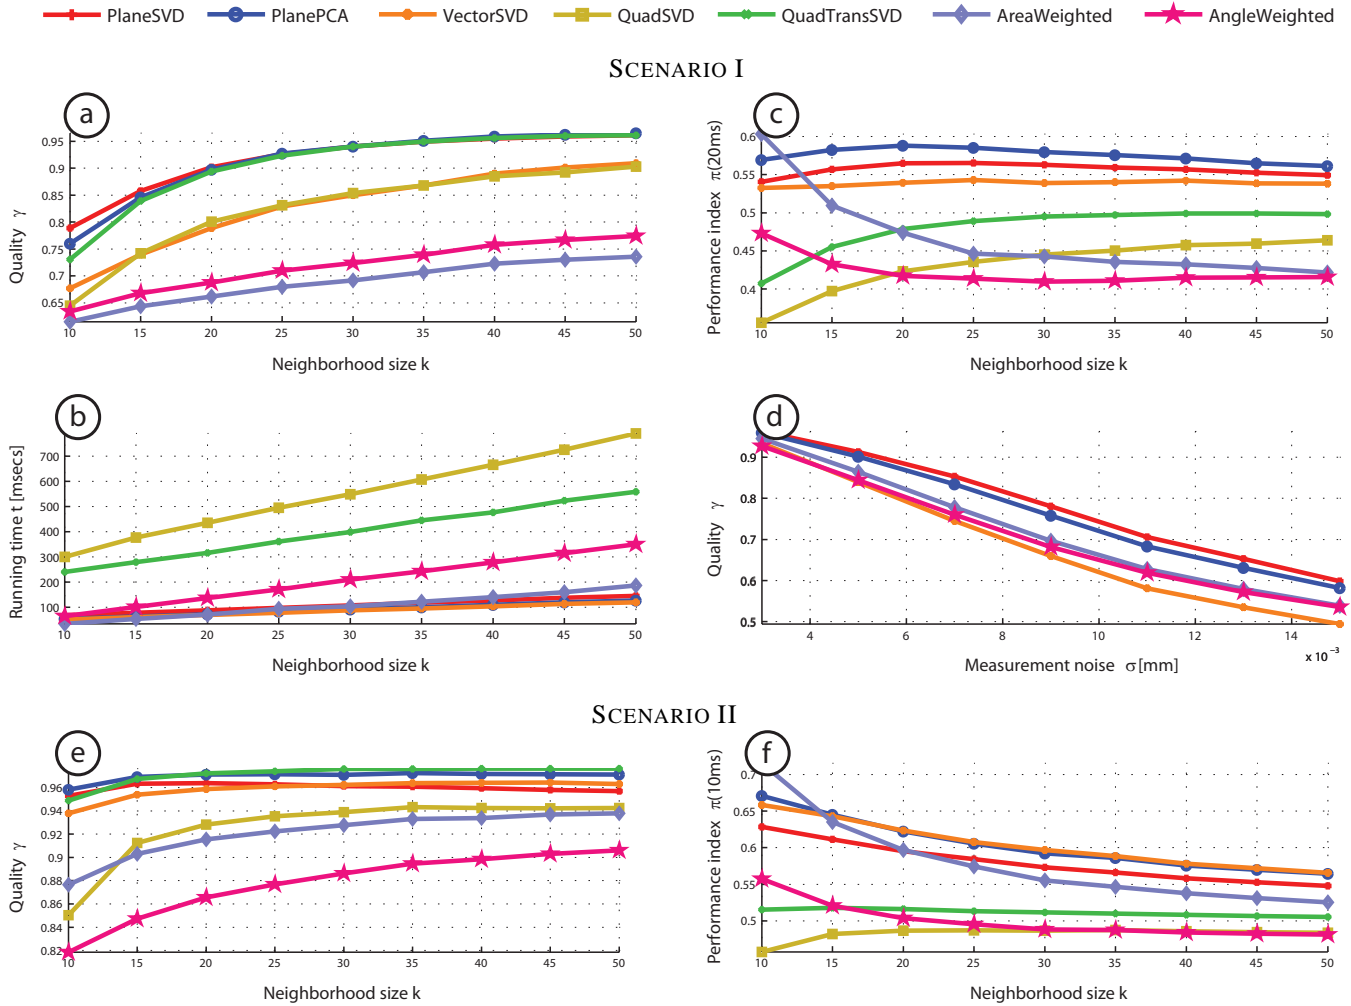 PlaneSVD PlanePCA VectorSVD QuadSVD QuadTransSVD AreaWeighted AngleWeighted
SCENARIO I
a
Quality γ
0.95
0.9
0.85
0.8
0.75
0.7
0.65
10 15 20 25 30 35 40 45 50
Neighborhood size k
c
Performance Index π(20ms)
0.6
0.55
0.5
0.45
0.4
10 15 20 25 30 35 40 45 50
Neighborhood size k
b
Running time t [msecs]
700
600
500
400
300
200
100
10 15 20 25 30 35 40 45 50
Neighborhood size k
d
Quality γ
0.9
0.8
0.7
0.6
0.5
4 6 8 10 12 14
x 10⁻³
Measurement noise σ [mm]
SCENARIO II
e
Quality γ
0.96
0.94
0.92
0.9
0.88
0.86
0.84
0.82
10 15 20 25 30 35 40 45 50
Neighborhood size k
f
Performance index π(10ms)
0.7
0.65
0.6
0.55
0.5
10 15 20 25 30 35 40 45 50
Neighborhood size k